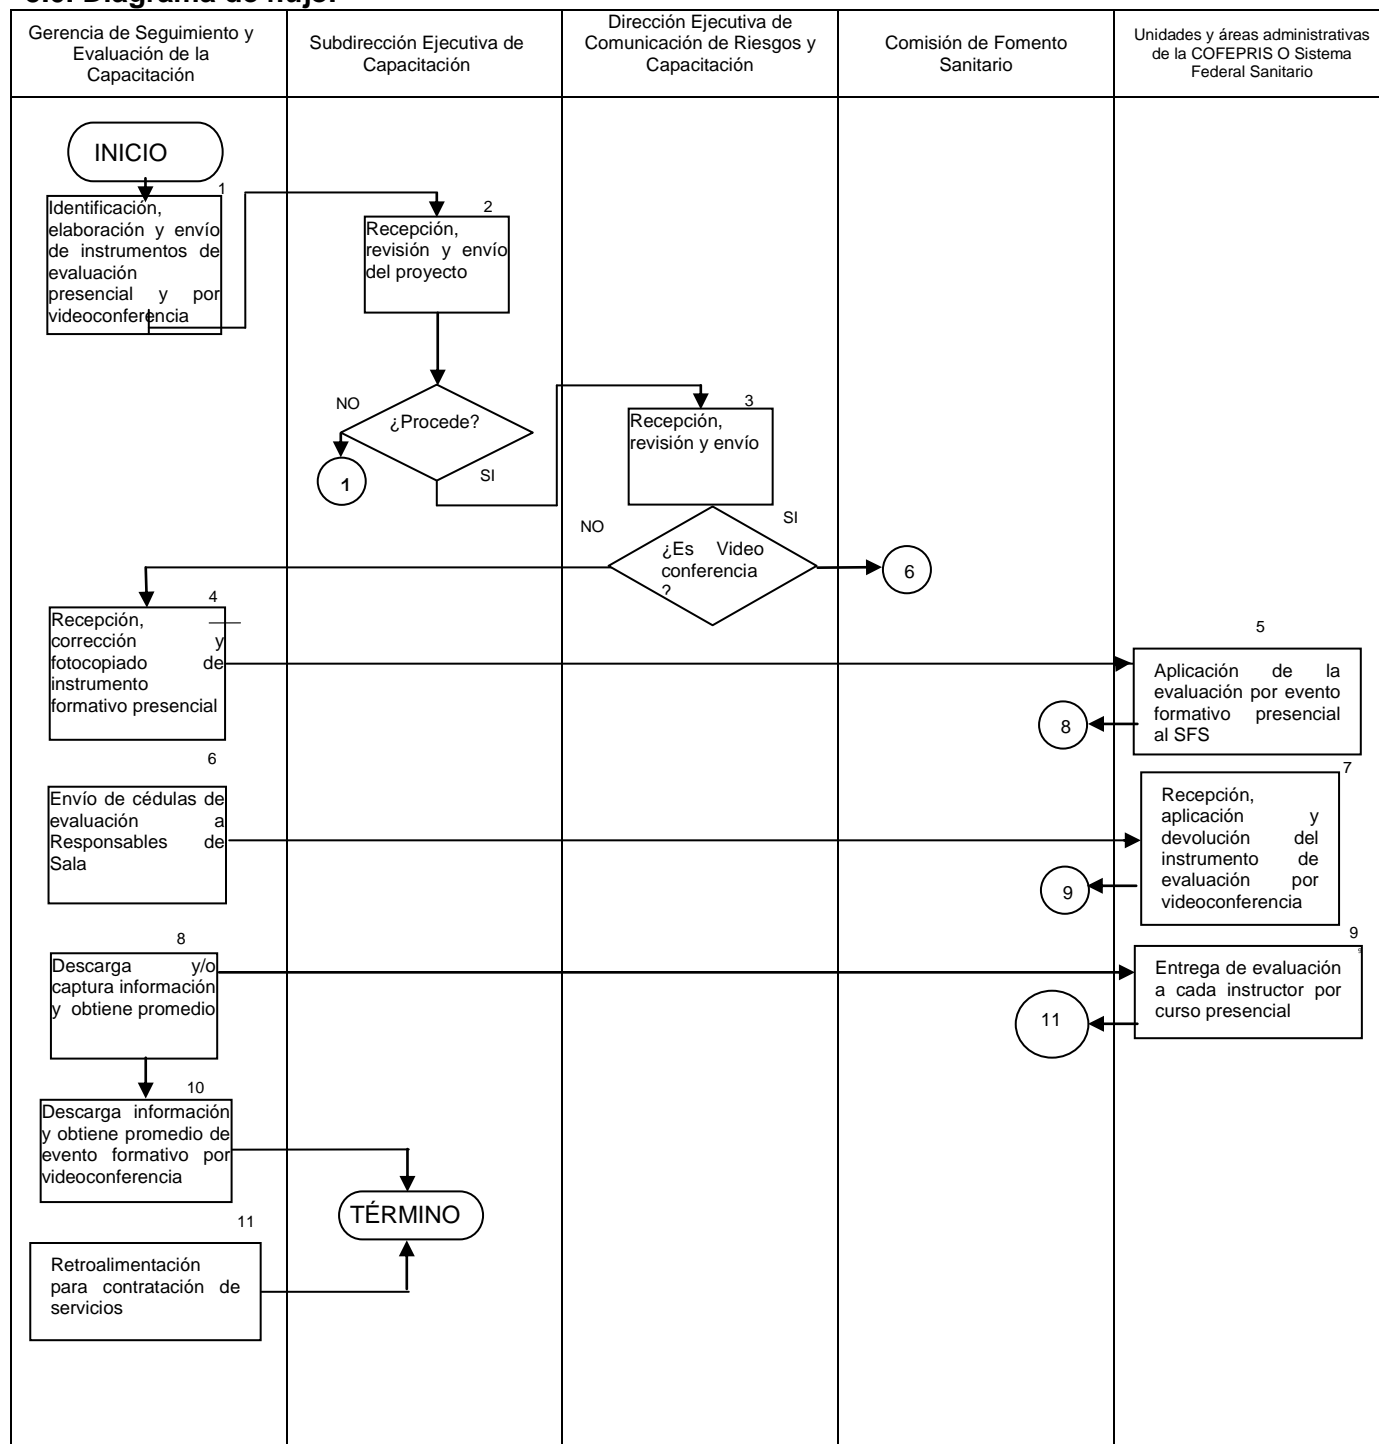 Gerencia de Seguimiento y
Evaluación de la
Capacitación
Subdirección Ejecutiva de
Capacitación
Dirección Ejecutiva de
Comunicación de Riesgos y
Capacitación
Comisión de Fomento
Sanitario
Unidades y áreas administrativas
de la COFEPRIS O Sistema
Federal Sanitario
INICIO
1
Identificación,
elaboración y envío
de instrumentos de
evaluación
presencial y por
videoconferencia
2
Recepción,
revisión y envío
del proyecto
NO
¿Procede?
SI
1
3
Recepción,
revisión y envío
NO
SI
¿Es Video
conferencia
?
6
4
Recepción,
corrección y
fotocopiado de
instrumento
formativo presencial
5
Aplicación de la
evaluación por evento
formativo presencial
al SFS
8
6
Envío de cédulas de
evaluación a
Responsables de
Sala
7
Recepción,
aplicación y
devolución del
instrumento de
evaluación por
videoconferencia
9
8
Descarga y/o
captura información
y obtiene promedio
9
Entrega de evaluación
a cada instructor por
curso presencial
11
10
Descarga información
y obtiene promedio de
evento formativo por
videoconferencia
TÉRMINO
11
Retroalimentación
para contratación de
servicios